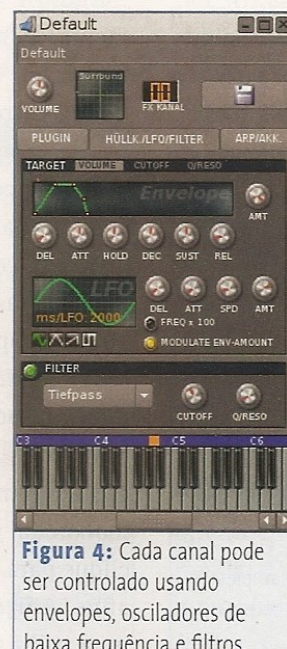 Default
Default
Surround
00
VOLUME
FX KANAL
PLUGIN HÜLLK./LFO/FILTER ARP/AKK.
TARGET VOLUME CUTOFF Q/RESO
Envelope
AMT
DEL ATT HOLD DEC SUST REL
LFO
ms/LFO: 2000
DEL ATT SPD AMT
FREQ x 100
MODULATE ENV-AMOUNT
FILTER
Tiefpass
CUTOFF Q/RESO
C3 C4 C5 C6
Figura 4: Cada canal pode
ser controlado usando
envelopes, osciladores de
baixa frequência e filtros